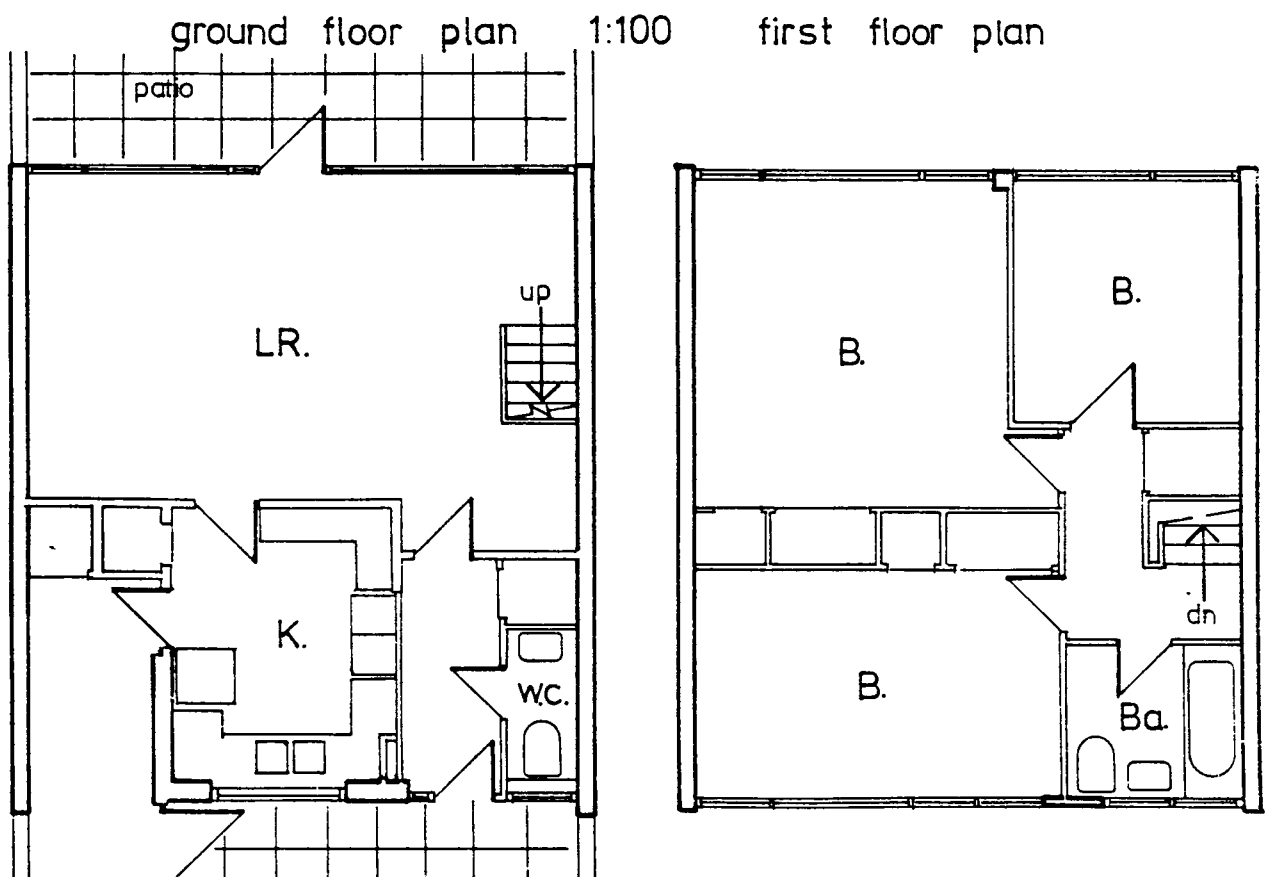 ground floor plan 1:100 first floor plan
patio
up
LR.
K.
W.C.
B.
B.
B.
dn
Ba.